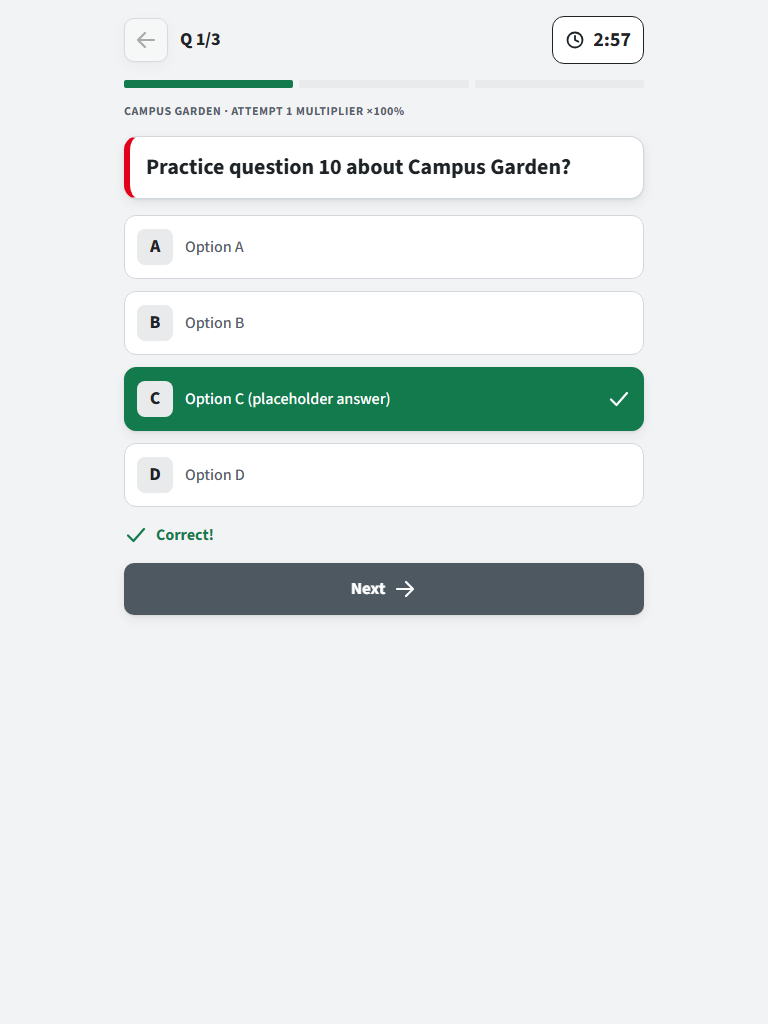 Q 1/3
2:57
CAMPUS GARDEN · ATTEMPT 1 MULTIPLIER ×100%
Practice question 10 about Campus Garden?
A Option A
B Option B
C Option C (placeholder answer)
D Option D
Correct!
Next